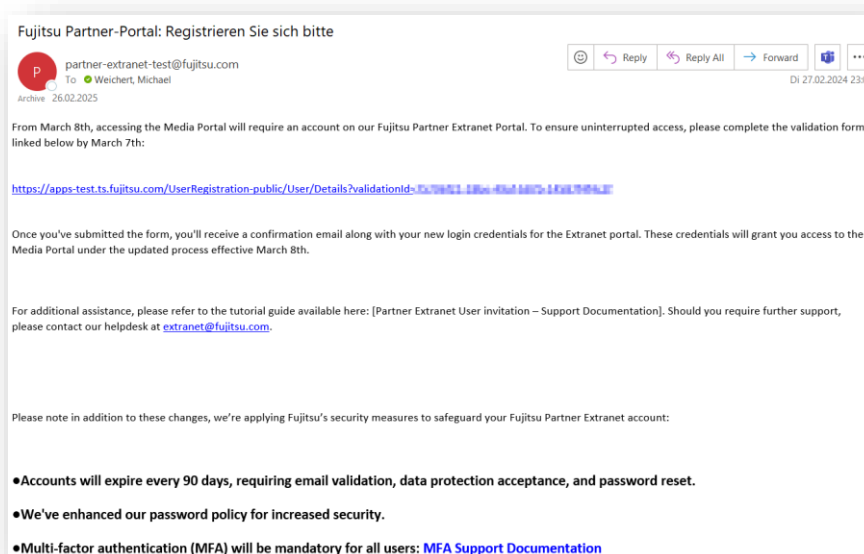 Fujitsu Partner-Portal: Registrieren Sie sich bitte
P
partner-extranet-test@fujitsu.com
To Weichert, Michael
Archive 26.02.2025
Reply
Reply All
Forward
Di 27.02.2024
From March 8th, accessing the Media Portal will require an account on our Fujitsu Partner Extranet Portal. To ensure uninterrupted access, please complete the validation form
linked below by March 7th:
https://apps-test.ts.fujitsu.com/UserRegistration-public/User/Details?validationId=
Once you've submitted the form, you'll receive a confirmation email along with your new login credentials for the Extranet portal. These credentials will grant you access to the
Media Portal under the updated process effective March 8th.
For additional assistance, please refer to the tutorial guide available here: [Partner Extranet User invitation – Support Documentation]. Should you require further support,
please contact our helpdesk at extranet@fujitsu.com.
Please note in addition to these changes, we're applying Fujitsu's security measures to safeguard your Fujitsu Partner Extranet account:
●Accounts will expire every 90 days, requiring email validation, data protection acceptance, and password reset.
●We've enhanced our password policy for increased security.
●Multi-factor authentication (MFA) will be mandatory for all users: MFA Support Documentation